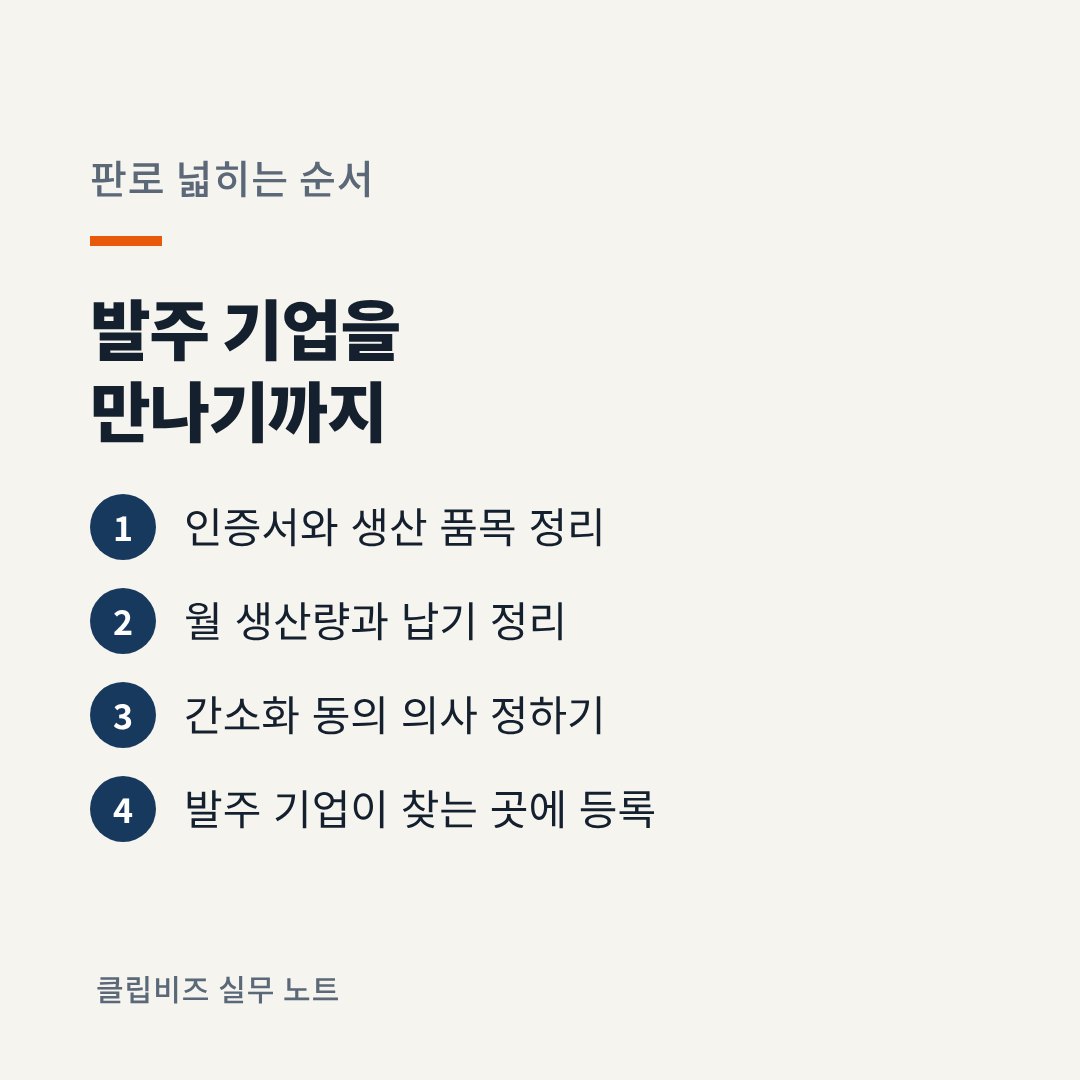 판로 넓히는 순서
발주 기업을
만나기까지
1 인증서와 생산 품목 정리
2 월 생산량과 납기 정리
3 간소화 동의 의사 정하기
4 발주 기업이 찾는 곳에 등록
클립비즈 실무 노트